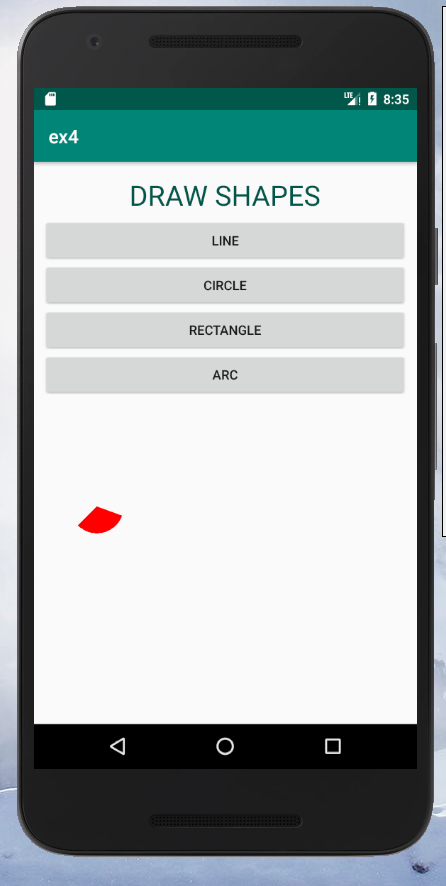 LTE 8:35
ex4
DRAW SHAPES
LINE
CIRCLE
RECTANGLE
ARC